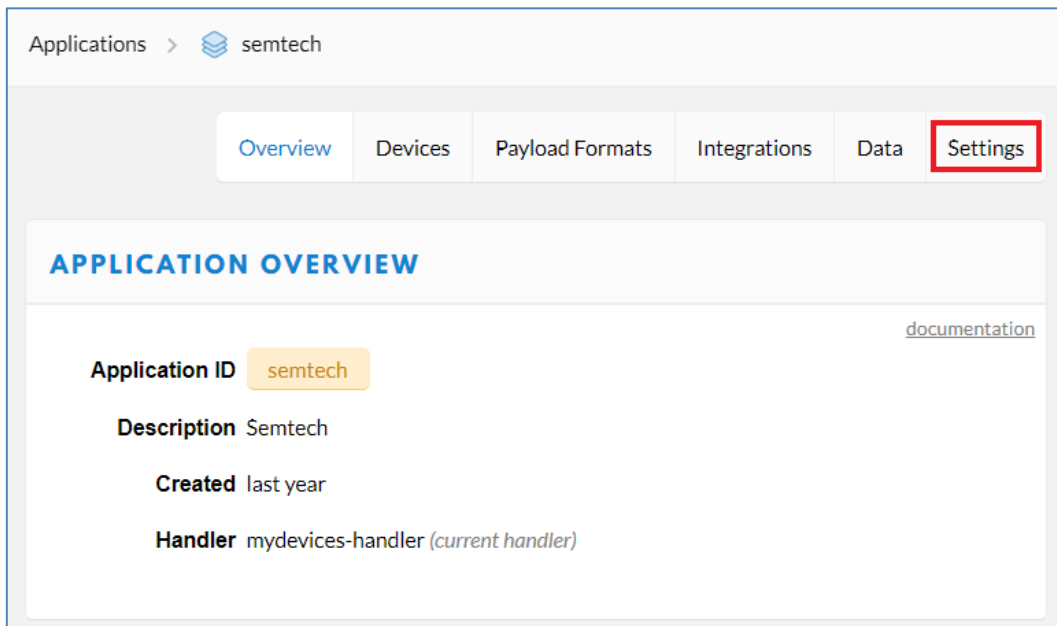 Applications > semtech
Overview Devices Payload Formats Integrations Data Settings
APPLICATION OVERVIEW
documentation
Application ID semtech
Description Semtech
Created last year
Handler mydevices-handler (current handler)